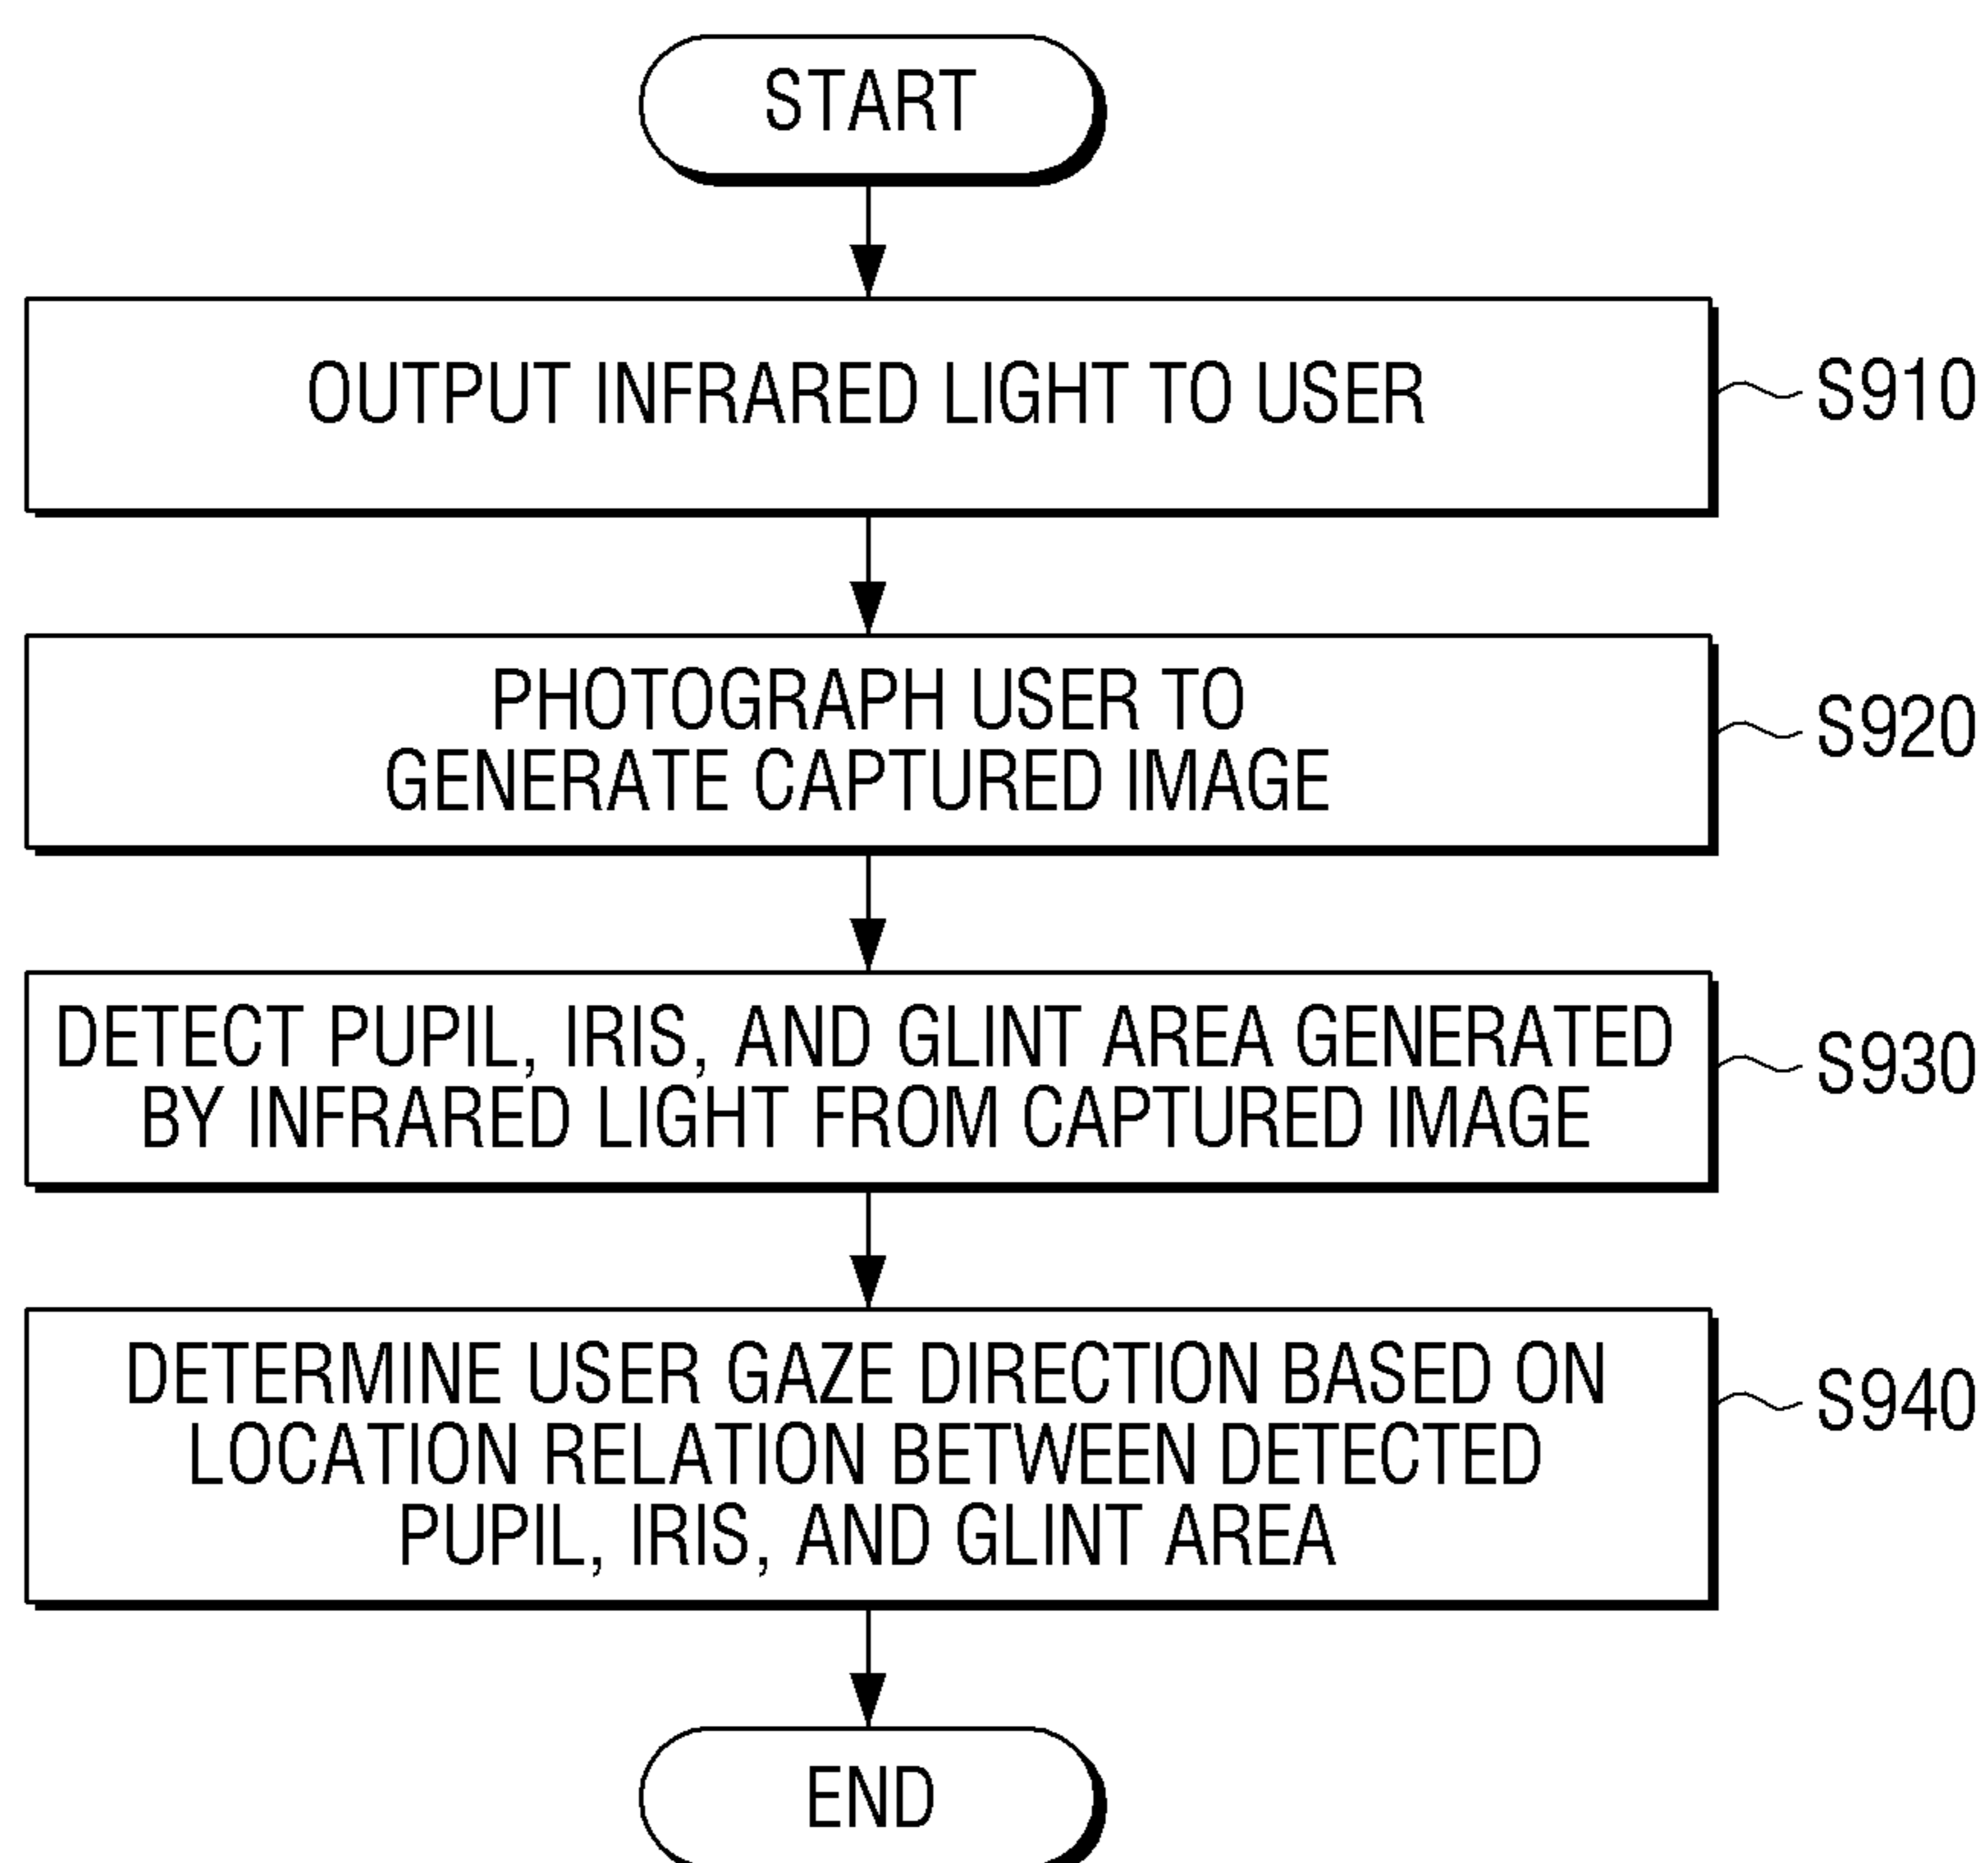 START
OUTPUT INFRARED LIGHT TO USER
S910
PHOTOGRAPH USER TO
GENERATE CAPTURED IMAGE
S920
DETECT PUPIL, IRIS, AND GLINT AREA GENERATED
BY INFRARED LIGHT FROM CAPTURED IMAGE
S930
DETERMINE USER GAZE DIRECTION BASED ON
LOCATION RELATION BETWEEN DETECTED
PUPIL, IRIS, AND GLINT AREA
S940
END